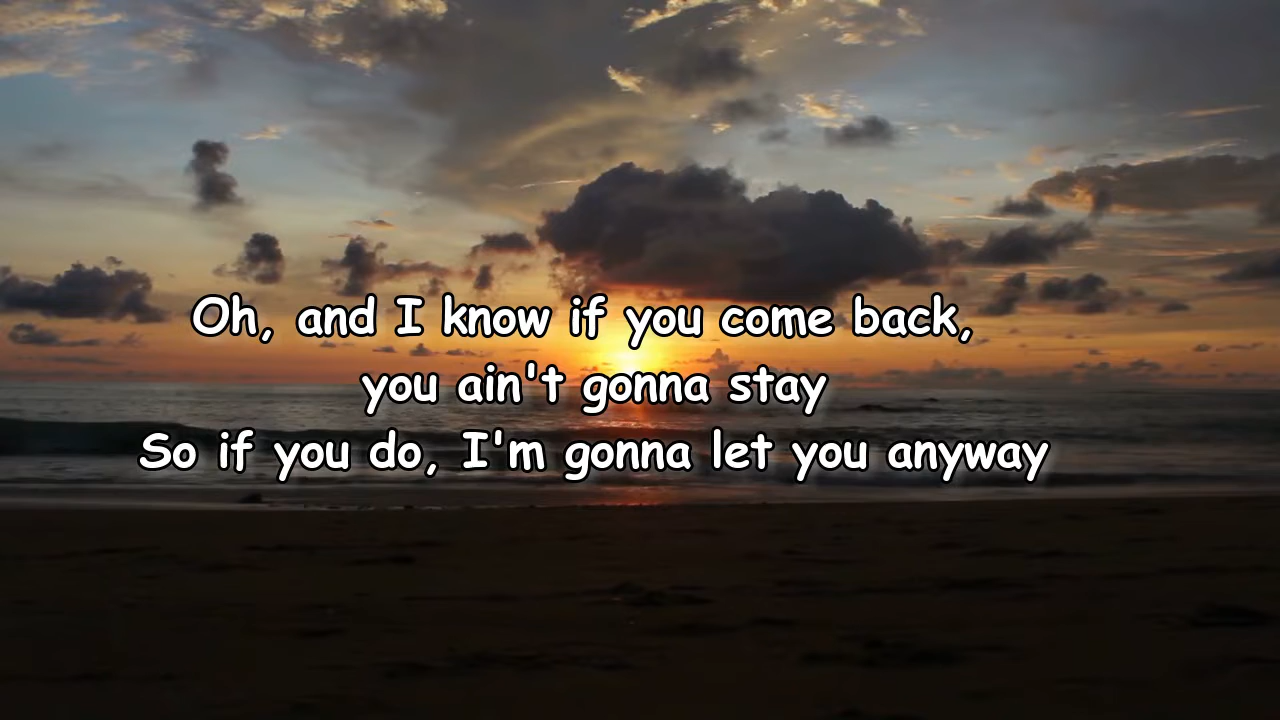 Oh, and I know if you come back,
you ain't gonna stay
So if you do, I'm gonna let you anyway